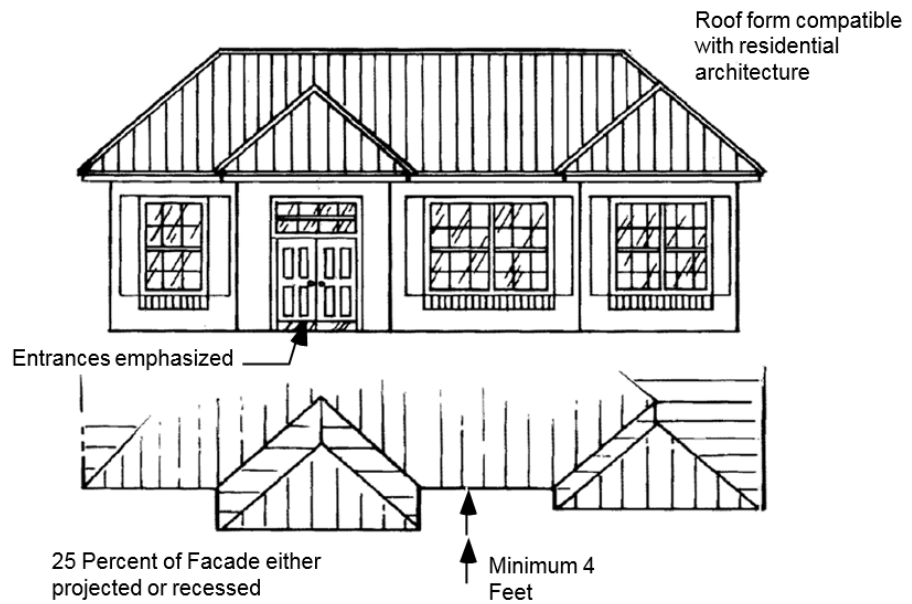 Roof form compatible
with residential
architecture
Entrances emphasized
25 Percent of Facade either
projected or recessed
Minimum 4
Feet